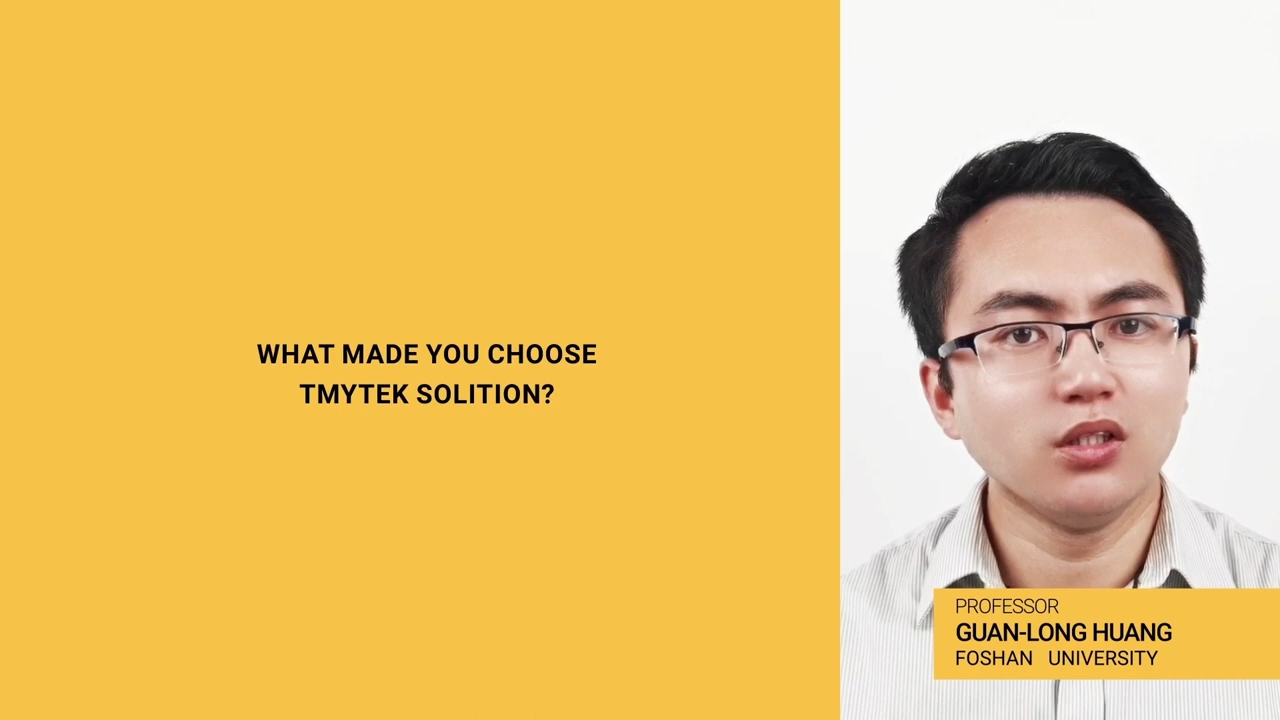 WHAT MADE YOU CHOOSE
TMYTEK SOLITION?
PROFESSOR
GUAN-LONG HUANG
FOSHAN UNIVERSITY